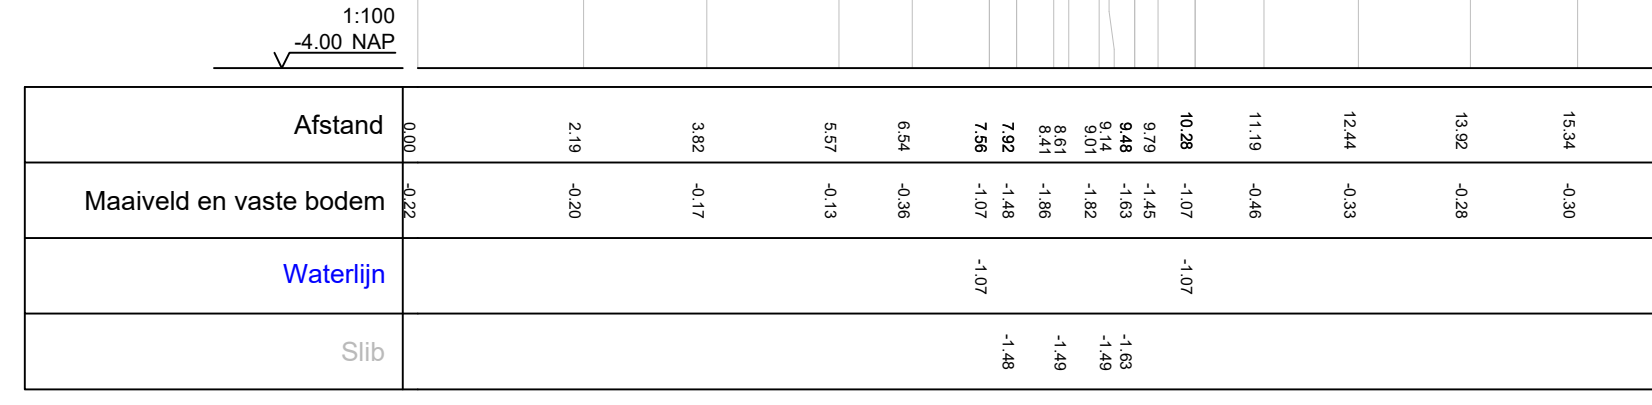 1:100
-4.00 NAP
Afstand 0.00 2.19 3.82 5.57 6.54 7.56 7.92 8.41 8.61 9.01 9.14 9.48 9.79 10.28 11.19 12.44 13.92 15.34
Maaiveld en vaste bodem -0.22 -0.20 -0.17 -0.13 -0.36 -1.07 -1.48 -1.86 -1.82 -1.63 -1.45 -1.07 -0.46 -0.33 -0.28 -0.30
Waterlijn -1.07 -1.07
Slib -1.48 -1.49 -1.49 -1.63